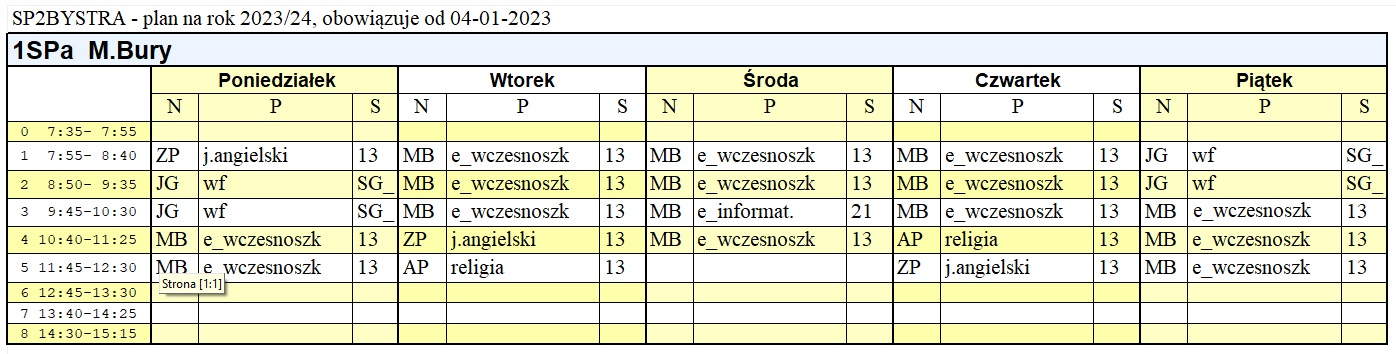 SP2BYSTRA - plan na rok 2023/24, obowiązuje od 04-01-2023
1SPa M.Bury
Poniedziałek Wtorek Środa Czwartek Piątek
N P S N P S N P S N P S N P S
0 7:35- 7:55
1 7:55- 8:40 ZP j.angielski 13 MB e_wczesnoszk 13 MB e_wczesnoszk 13 MB e_wczesnoszk 13 JG wf SG_
2 8:50- 9:35 JG wf SG_ MB e_wczesnoszk 13 MB e_wczesnoszk 13 MB e_wczesnoszk 13 JG wf SG_
3 9:45-10:30 JG wf SG_ MB e_wczesnoszk 13 MB e_informat. 21 MB e_wczesnoszk 13 MB e_wczesnoszk 13
4 10:40-11:25 MB e_wczesnoszk 13 ZP j.angielski 13 MB e_wczesnoszk 13 AP religia 13 MB e_wczesnoszk 13
5 11:45-12:30 MB e_wczesnoszk 13 AP religia 13 ZP j.angielski 13 MB e_wczesnoszk 13
Strona [1:1]
6 12:45-13:30
7 13:40-14:25
8 14:30-15:15